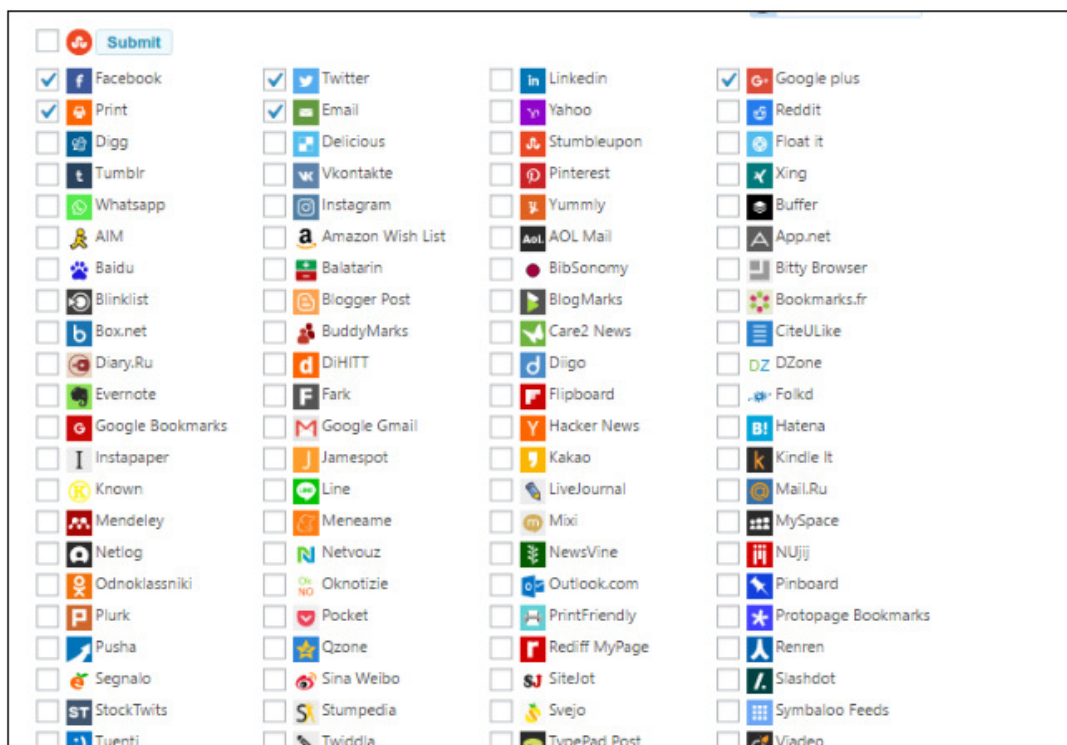 Submit
Facebook Twitter Linkedin Google plus
Print Email Yahoo Reddit
Digg Delicious Stumbleupon Float it
Tumblr Vkontakte Pinterest Xing
Whatsapp Instagram Yummly Buffer
AIM Amazon Wish List AOL Mail App.net
Baidu Balatarin BibSonomy Bitty Browser
Blinklist Blogger Post BlogMarks Bookmarks.fr
Box.net BuddyMarks Care2 News CiteULike
Diary.Ru DiHITT Diigo DZone
Evernote Fark Flipboard Folkd
Google Bookmarks Google Gmail Hacker News Hatena
Instapaper Jamespot Kakao Kindle It
Known Line LiveJournal Mail.Ru
Mendeley Meneame Mixi MySpace
Netlog Netvouz NewsVine NUjij
Odnoklassniki Oknotizie Outlook.com Pinboard
Plurk Pocket PrintFriendly Protopage Bookmarks
Pusha Qzone Rediff MyPage Renren
Segnalo Sina Weibo SiteJot Slashdot
StockTwits Stumpedia Svejo Symbaloo Feeds
Tuenti Twiddla TypePad Post Viadeo